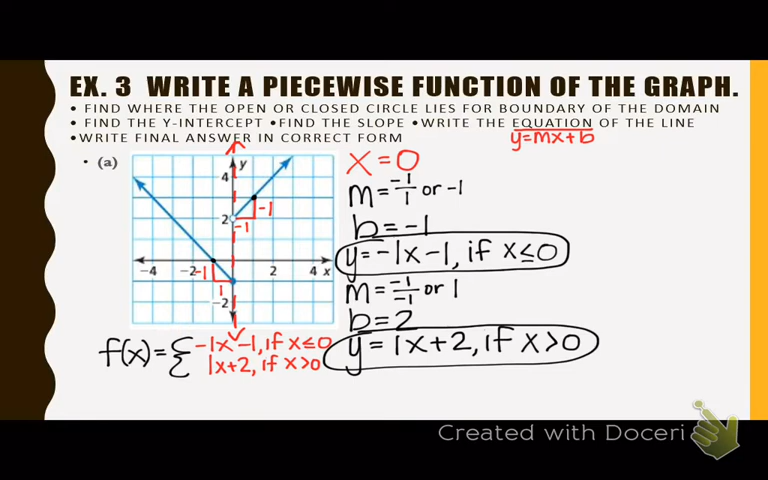 EX. 3 WRITE A PIECEWISE FUNCTION OF THE GRAPH.
• FIND WHERE THE OPEN OR CLOSED CIRCLE LIES FOR BOUNDARY OF THE DOMAIN
• FIND THE Y-INTERCEPT •FIND THE SLOPE •WRITE THE EQUATION OF THE LINE
•WRITE FINAL ANSWER IN CORRECT FORM
y=mx+b
• (a)
y
4
2
-4 -2 2 4 x
-2
-1
-1
-1
1
x=0
m=-1/1 or -1
b=-1
y=-1x-1, if x≤0
m=-1/-1 or 1
b=2
y=1x+2, if x>0
f(x)={ -1x-1, if x≤0
1x+2, if x>0
Created with Doceri